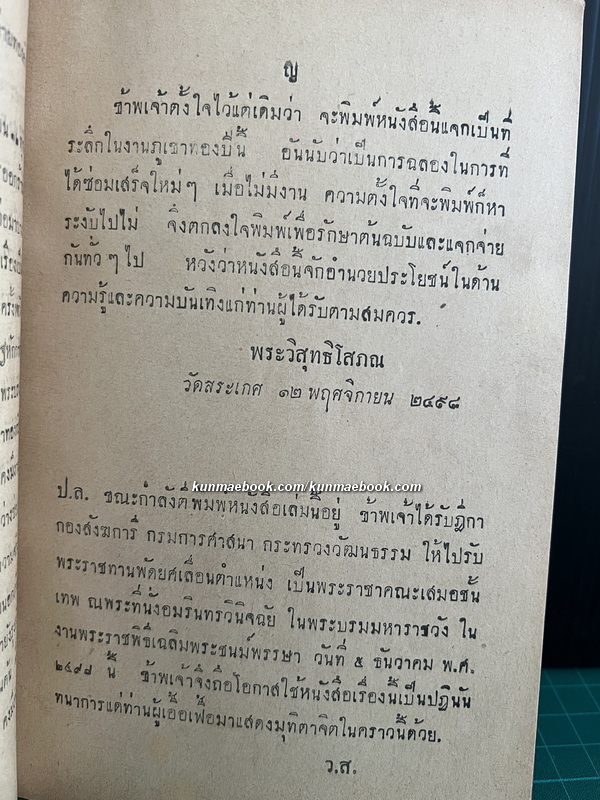 ญ
ข้าพเจ้าตั้งใจไว้แต่เดิมว่า จะพิมพ์หนังสือนี้แจกเป็นที่
ระลึกในงานภูเขาทองปีนี้ อันนับว่าเป็นการฉลองในการที่
ได้ซ่อมเสร็จใหม่ๆ เมื่อไม่มีงาน ความตั้งใจที่จะพิมพ์ก็หา
ระงับไปไม่ จึงตกลงใจพิมพ์เพื่อรักษาต้นฉบับและแจกจ่าย
กันทั่วๆไป หวังว่าหนังสือนี้จักอำนวยประโยชน์ในด้าน
ความรู้และความบันเทิงแก่ท่านผู้ได้รับตามสมควร.
พระวิสุทธิโสภณ
วัดสระเกศ ๑๒ พฤศจิกายน ๒๔๙๘
kunmaebook.com/kunmaebook.com
ป.ล. ขณะกำลังตีพิมพ์หนังสือเล่มนี้อยู่ ข้าพเจ้าได้รับฎีกา
กองสังฆการี กรมการศาสนา กระทรวงวัฒนธรรม ให้ไปรับ
พระราชทานพัดยศเลื่อนตำแหน่ง เป็นพระราชาคณะเสมอชั้น
เทพ ณพระที่นั่งอมรินทรวินิจฉัย ในพระบรมมหาราชวัง ใน
งานพระราชพิธีเฉลิมพระชนม์พรรษา วันที่ ๕ ธันวาคม พ.ศ.
๒๔๙๘ นี้ ข้าพเจ้าจึงถือโอกาสใช้หนังสือเรื่องนี้เป็นปฏินัน
ทนาการแด่ท่านผู้เอื้อเฟื้อมาแสดงมุทิตาจิตในคราวนี้ด้วย.
ว.ส.